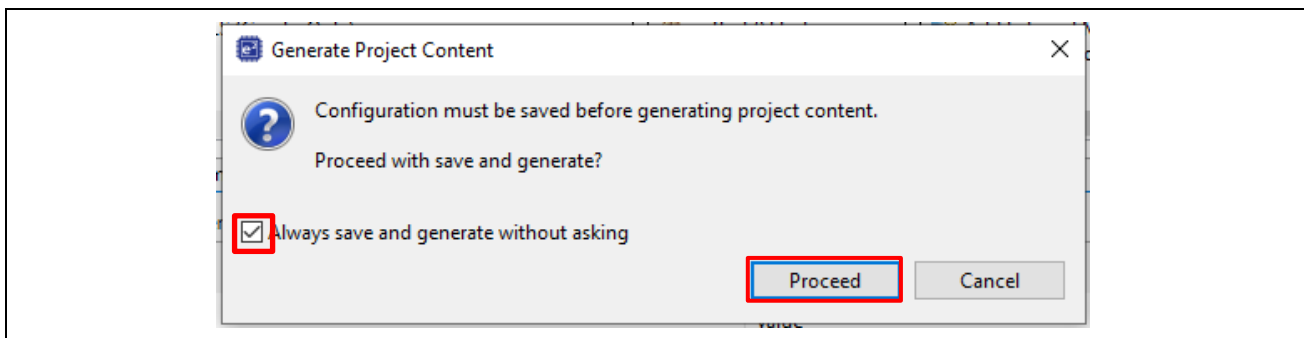 Generate Project Content
Configuration must be saved before generating project content.
Proceed with save and generate?
Always save and generate without asking
Proceed Cancel